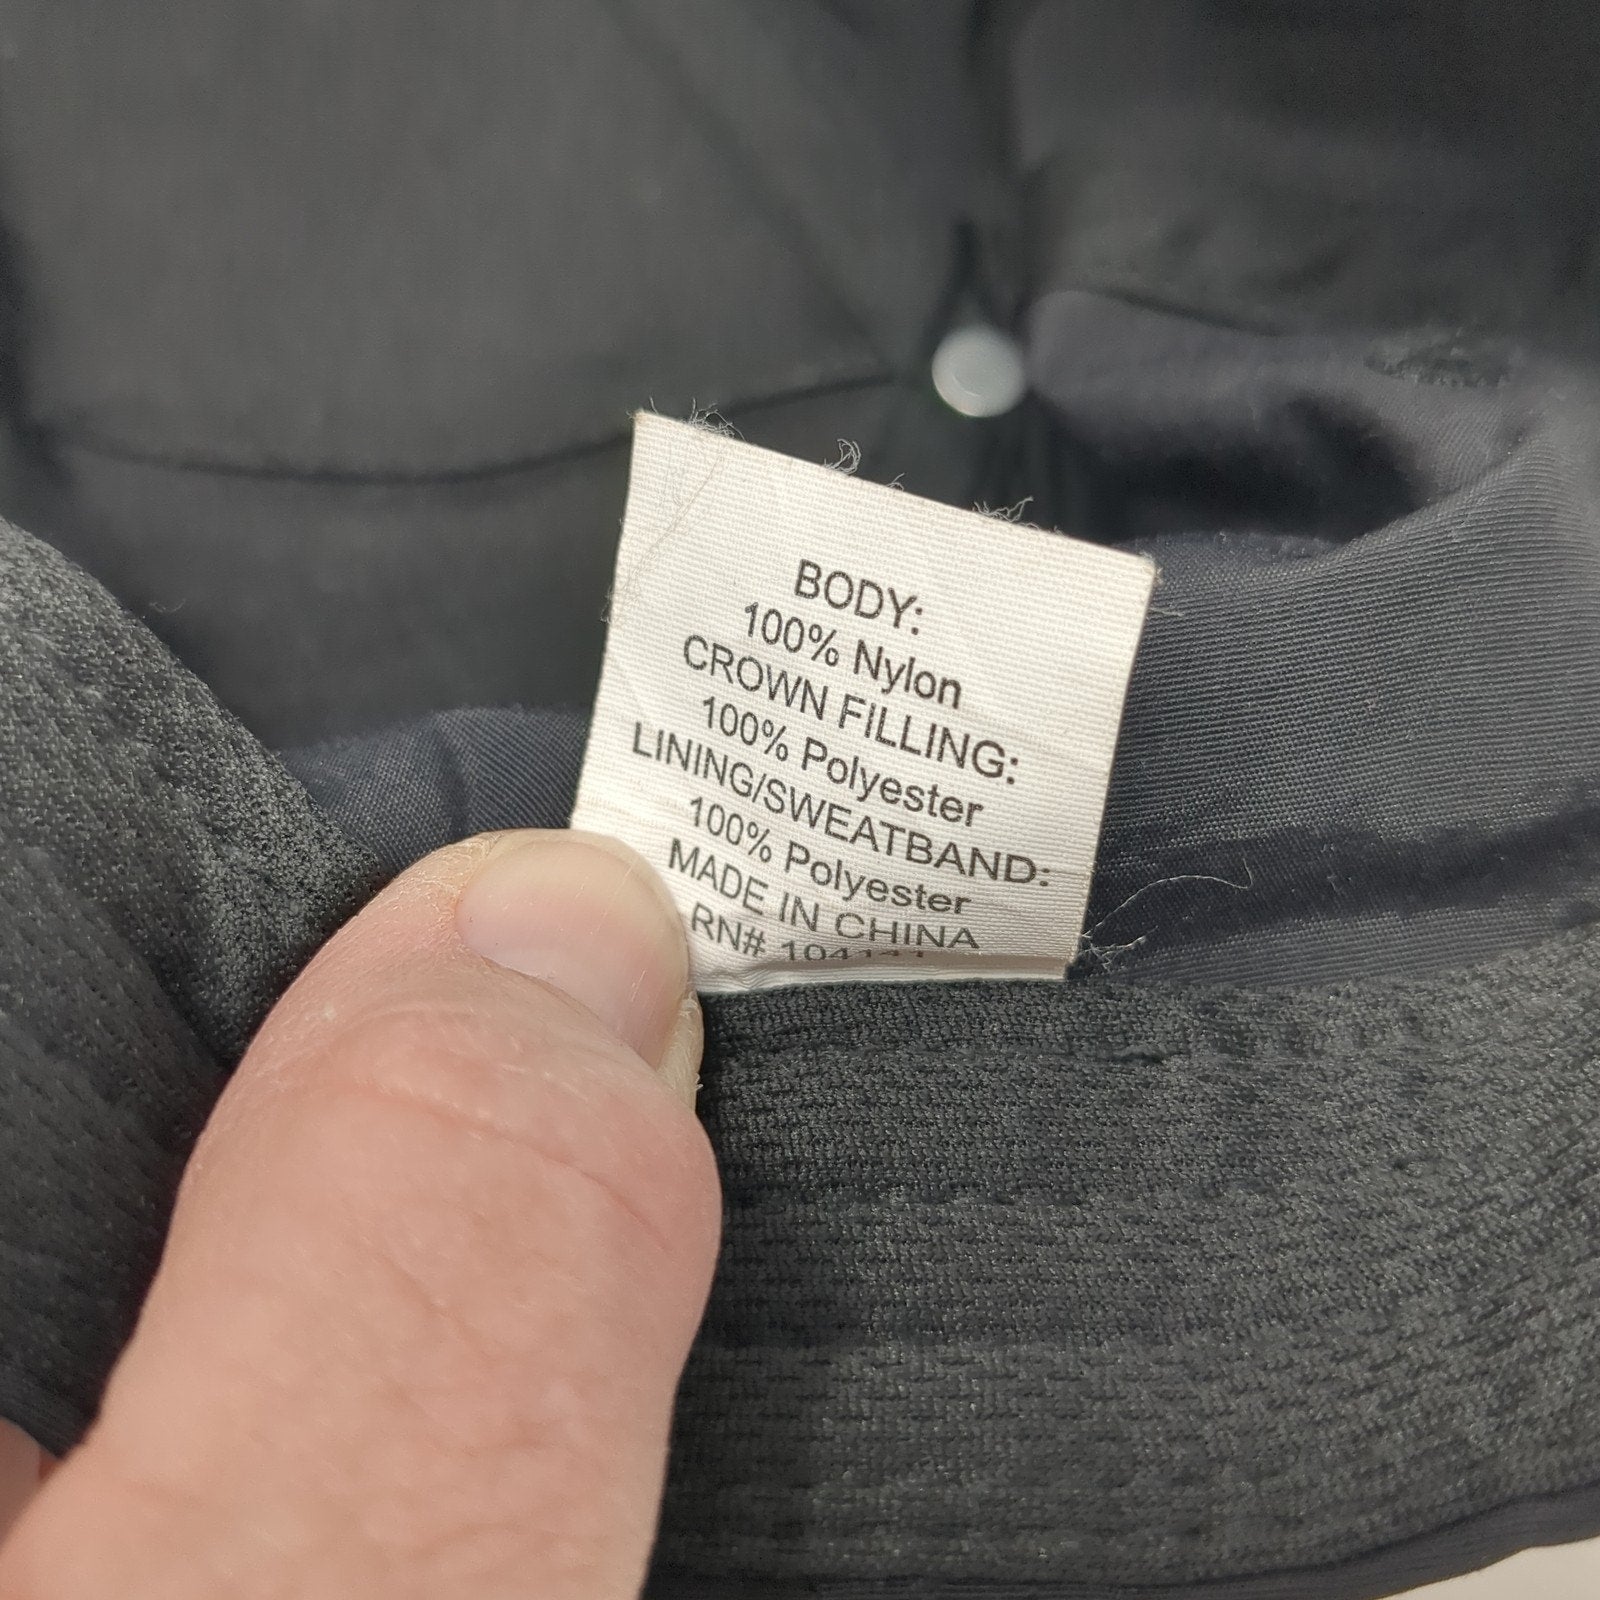 BODY:
100% Nylon
CROWN FILLING:
100% Polyester
LINING/SWEATBAND:
100% Polyester
MADE IN CHINA
RN#